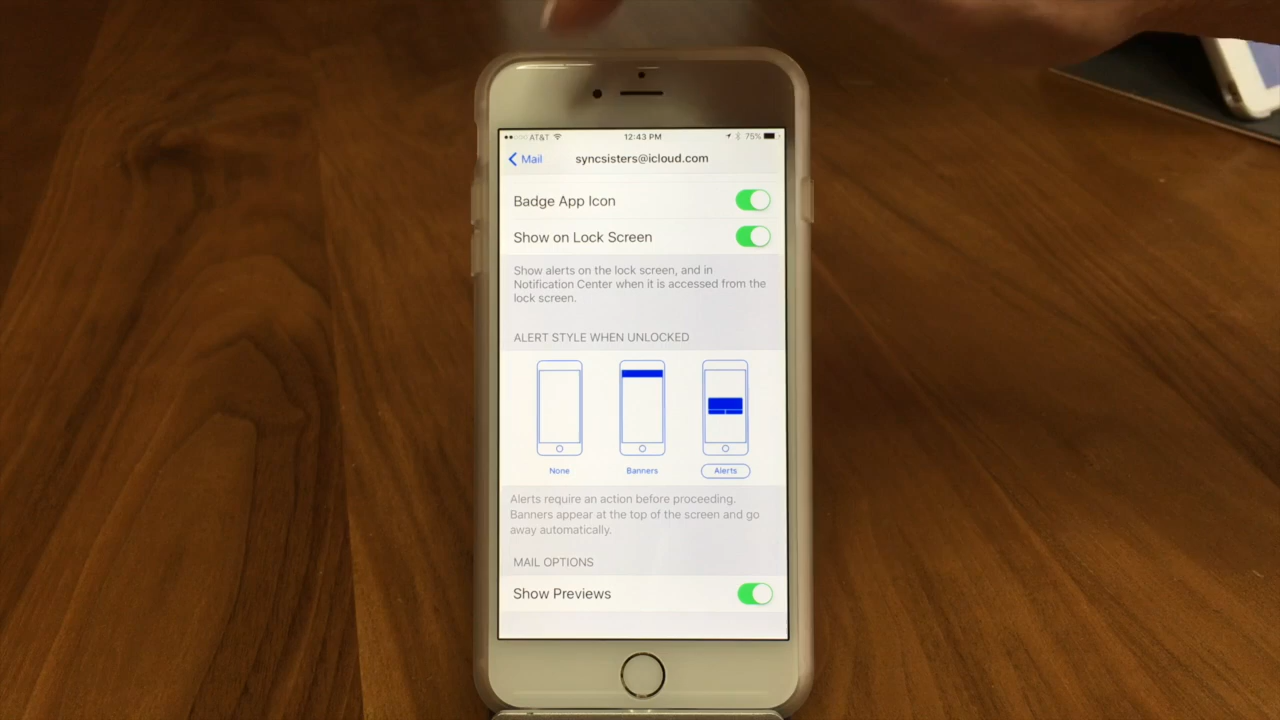 AT&T 12:43 PM 75%
Mail syncsisters@icloud.com
Badge App Icon
Show on Lock Screen
Show alerts on the lock screen, and in
Notification Center when it is accessed from the
lock screen.
ALERT STYLE WHEN UNLOCKED
None Banners Alerts
Alerts require an action before proceeding.
Banners appear at the top of the screen and go
away automatically.
MAIL OPTIONS
Show Previews